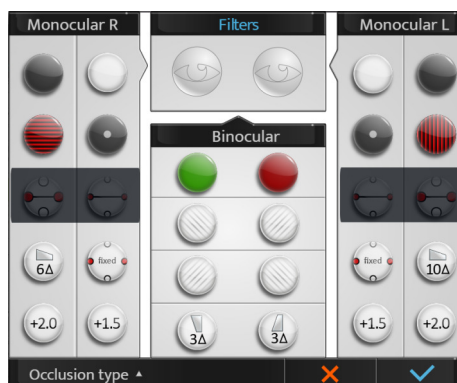 Monocular R
Filters
Monocular L
Binocular
6Δ
fixed
fixed
10Δ
+2.0
+1.5
3Δ
3Δ
+1.5
+2.0
Occlusion type